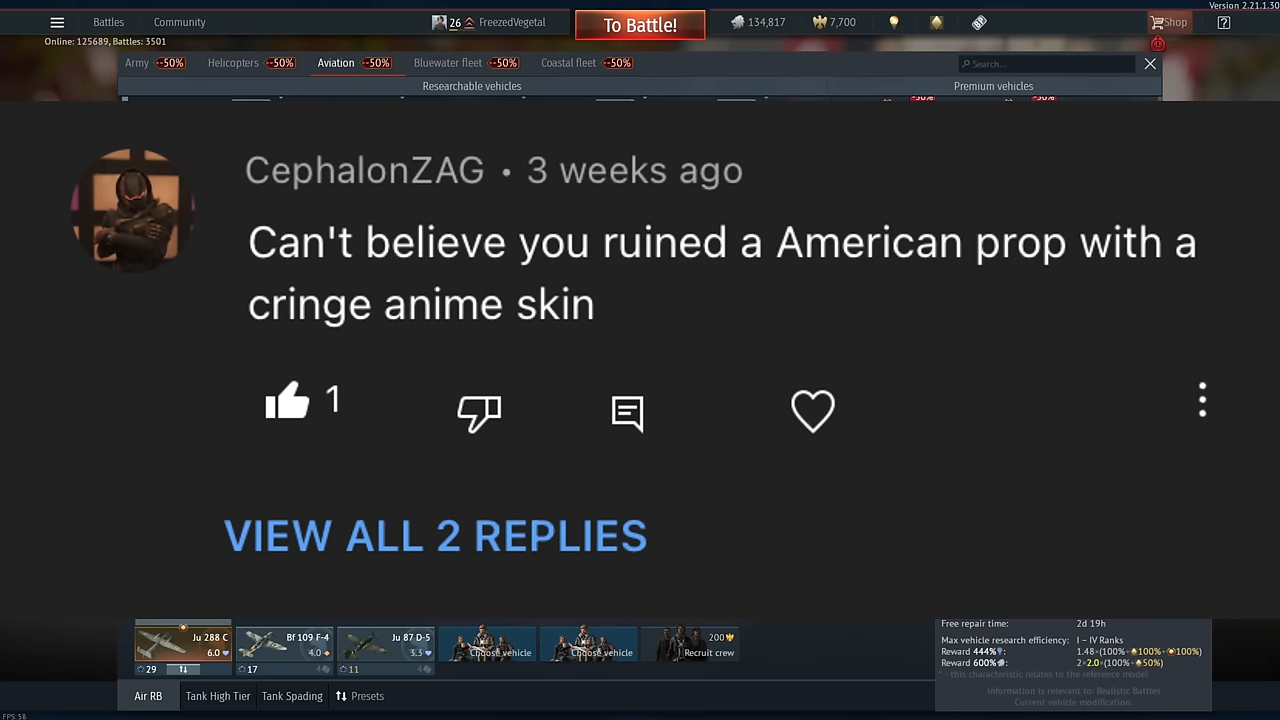 Version 2.21.1.30
Battles Community 26 FreezedVegetal To Battle! 134,817 7,700 Shop
Online: 125689, Battles: 3501
Army -50% Helicopters -50% Aviation -50% Bluewater fleet -50% Coastal fleet -50% Search...
Researchable vehicles Premium vehicles
CephalonZAG • 3 weeks ago
Can't believe you ruined a American prop with a
cringe anime skin
1
VIEW ALL 2 REPLIES
Free repair time: 2d 19h
Ju 288 C Bf 109 F-4 Ju 87 D-5 200
6.0 4.0 3.3 Choose vehicle Choose vehicle Recruit crew
29 17 11
Max vehicle research efficiency: I – IV Ranks
Reward 444%: 1.48×(100%+100%+100%)
Reward 600%: 2×2.0×(100%+50%)
* - this characteristic relates to the reference model
Information is relevant to: Realistic Battles
Current vehicle modification.
Air RB Tank High Tier Tank Spading Presets
FPS: 58